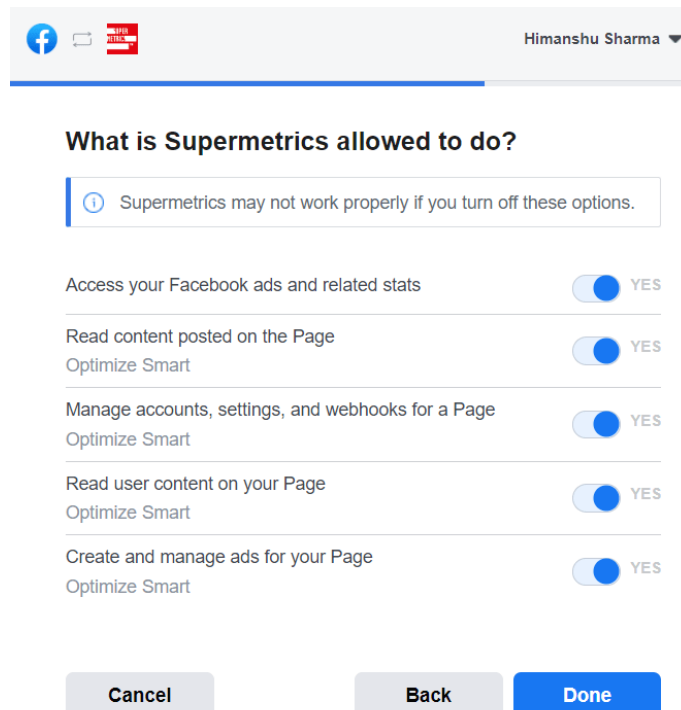 SUPER
METRICS
Himanshu Sharma
What is Supermetrics allowed to do?
Supermetrics may not work properly if you turn off these options.
Access your Facebook ads and related stats
YES
Read content posted on the Page
YES
Optimize Smart
Manage accounts, settings, and webhooks for a Page
YES
Optimize Smart
Read user content on your Page
YES
Optimize Smart
Create and manage ads for your Page
YES
Optimize Smart
Cancel
Back
Done